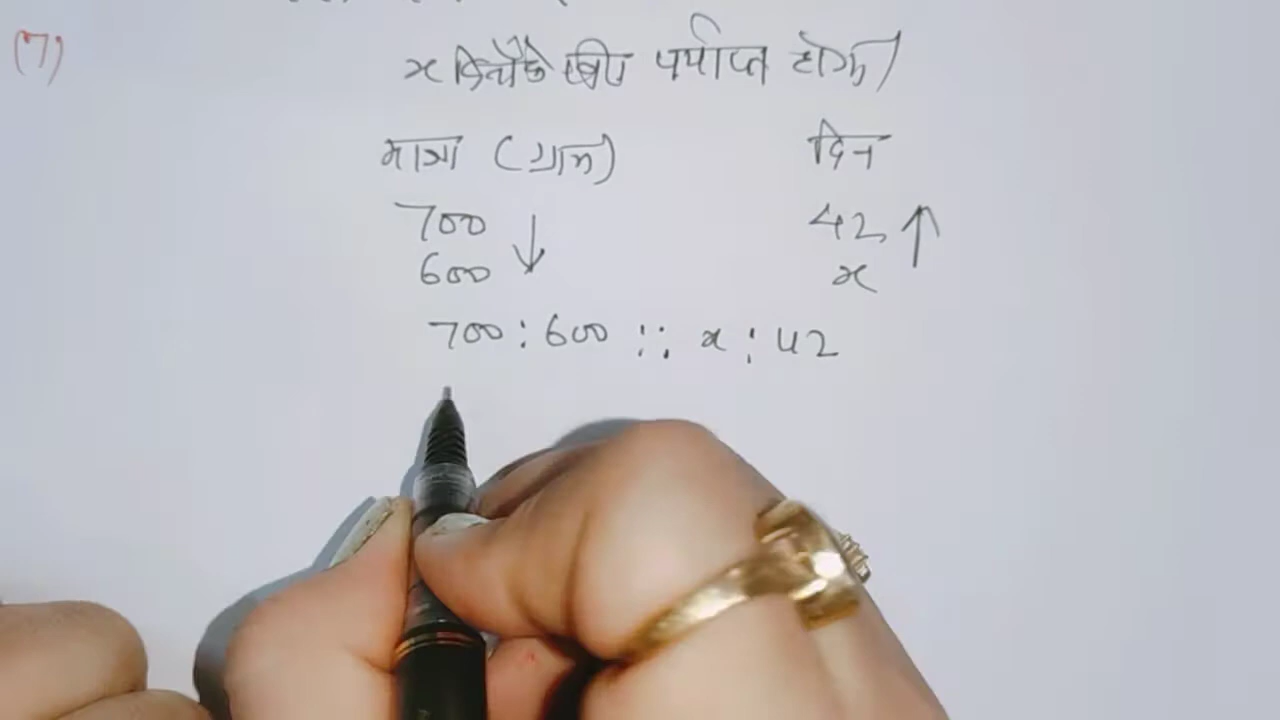 (7)
x दिनों के लिए पर्याप्त होगा/
मात्रा (ग्राम) दिन
700 ↓ 42 ↑
600 x
700 : 600 :: x : 42